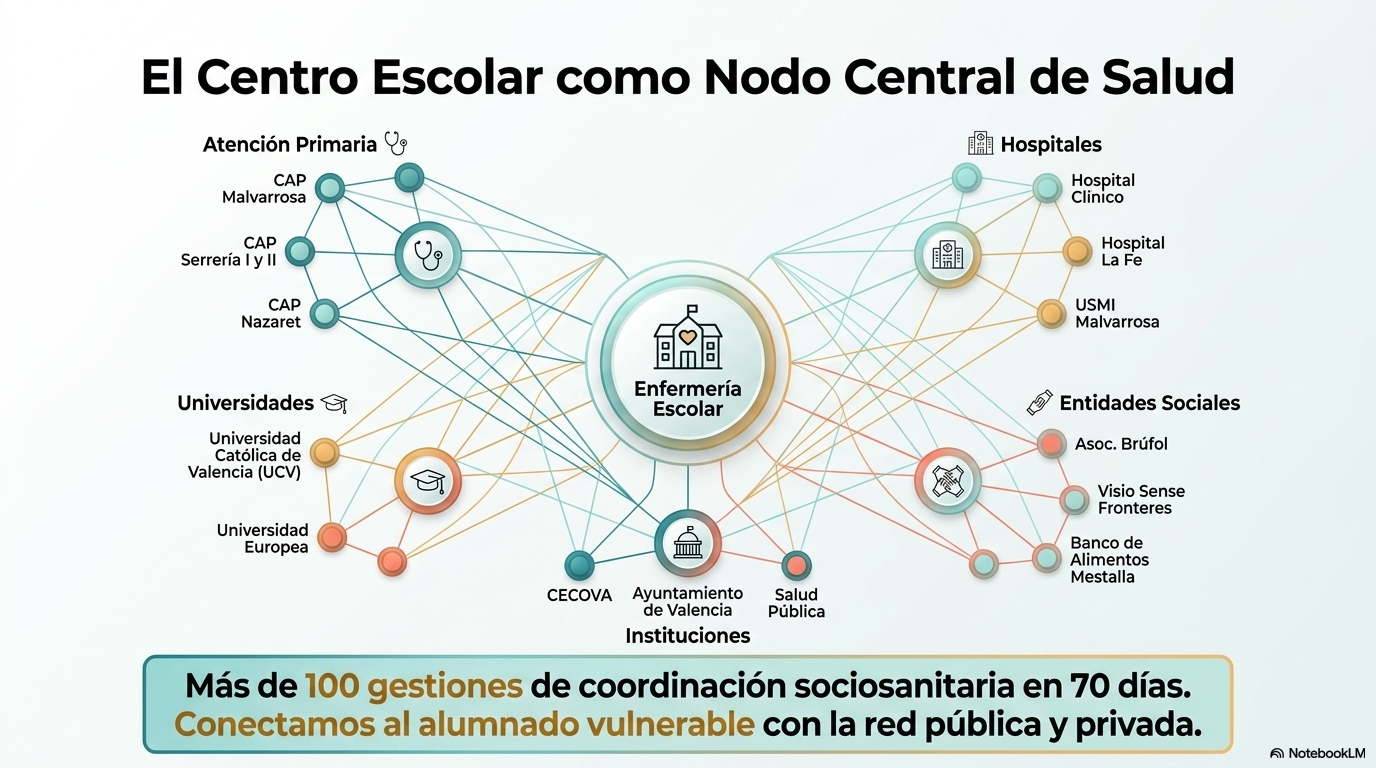 El Centro Escolar como Nodo Central de Salud
Atención Primaria
CAP
Malvarrosa
CAP
Serrería I y II
CAP
Nazaret
Hospitales
Hospital
Clínico
Hospital
La Fe
USMI
Malvarrosa
Enfermería
Escolar
Universidades
Universidad
Católica de
Valencia (UCV)
Universidad
Europea
Entidades Sociales
Asoc. Brúfol
Visio Sense
Fronteres
Banco de
Alimentos
Mestalla
CECOVA
Ayuntamiento
de Valencia
Salud
Pública
Instituciones
Más de 100 gestiones de coordinación sociosanitaria en 70 días.
Conectamos al alumnado vulnerable con la red pública y privada.
NotebookLM